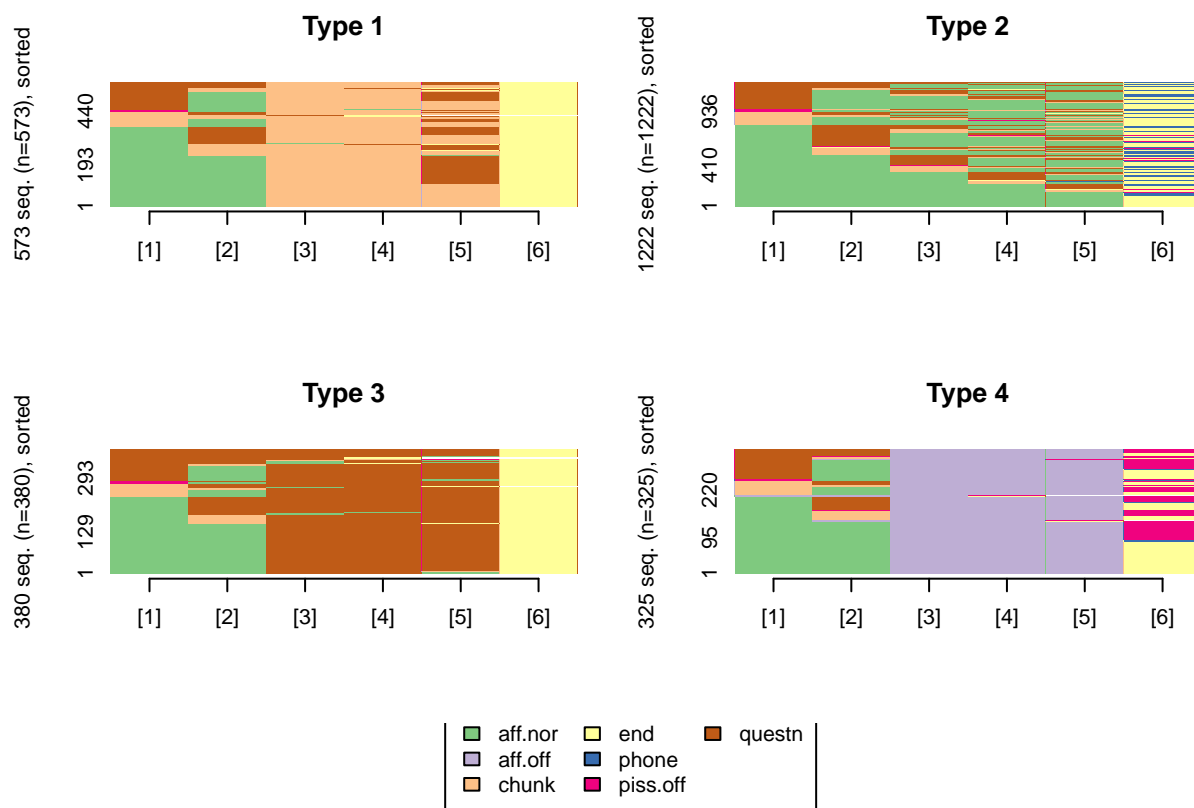 Type 1
573 seq. (n=573), sorted
1 193 440
[1] [2] [3] [4] [5] [6]
Type 2
1222 seq. (n=1222), sorted
1 410 936
[1] [2] [3] [4] [5] [6]
Type 3
380 seq. (n=380), sorted
1 129 293
[1] [2] [3] [4] [5] [6]
Type 4
325 seq. (n=325), sorted
1 95 220
[1] [2] [3] [4] [5] [6]
aff.nor end questn
aff.off phone
chunk piss.off